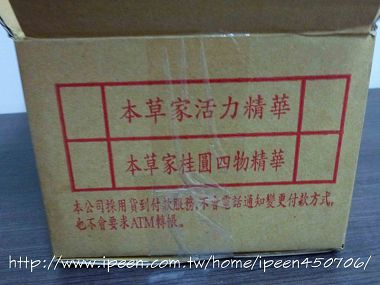 本草家活力精華
本草家桂圓四物精華
本公司採用貨到付款服務,不會電話通知變更付款方式,
也不會要求ATM轉帳。
http://www.ipeen.com.tw/home/ipeen450706/